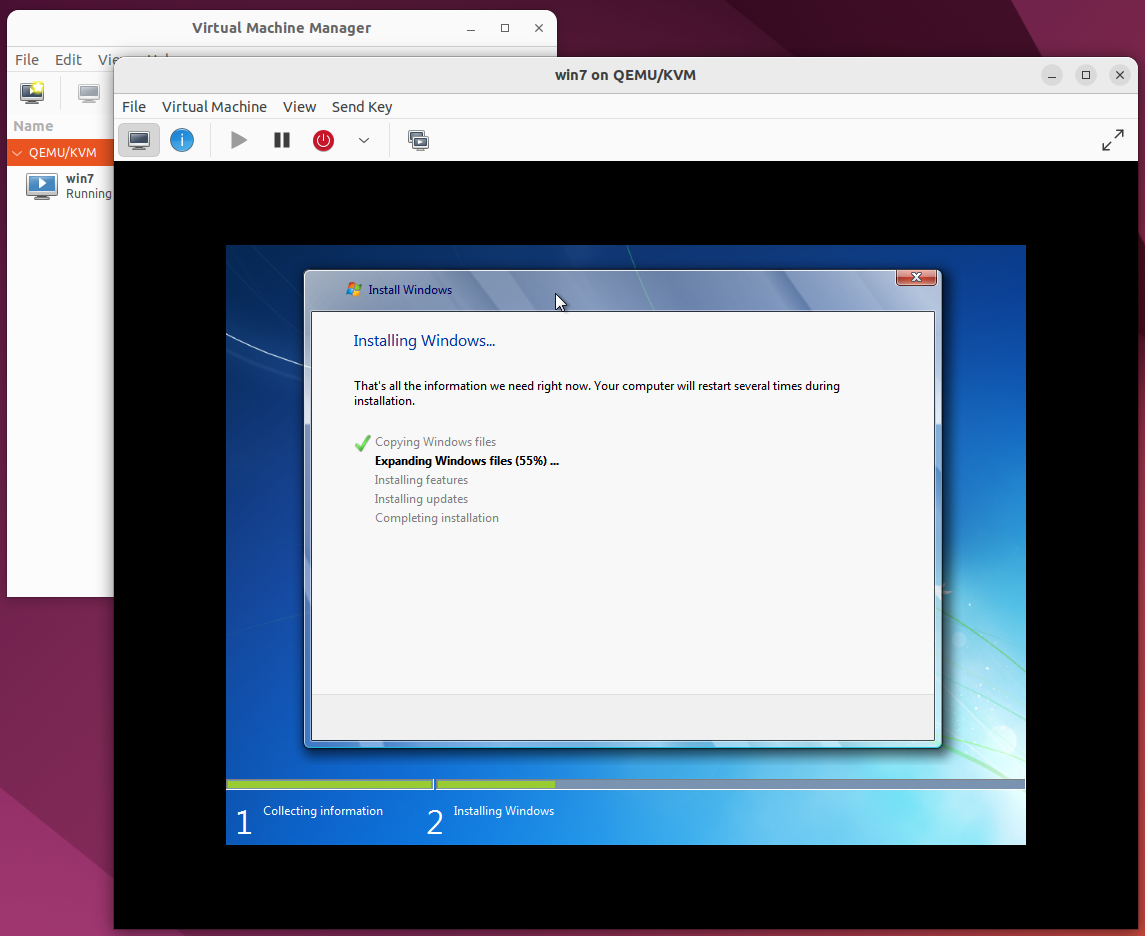 Virtual Machine Manager
File Edit
Name
QEMU/KVM
win7
Running
win7 on QEMU/KVM
File Virtual Machine View Send Key
Install Windows
Installing Windows...
That's all the information we need right now. Your computer will restart several times during
installation.
Copying Windows files
Expanding Windows files (55%) ...
Installing features
Installing updates
Completing installation
1 Collecting information
2 Installing Windows